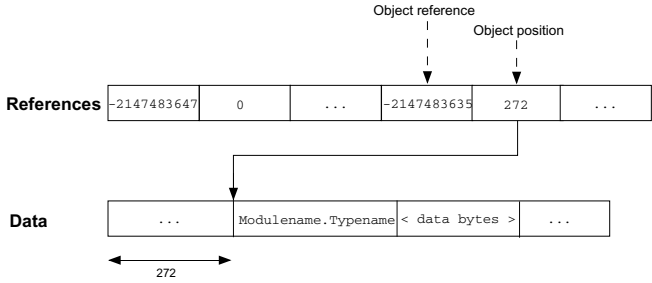 Object reference
Object position
References -2147483647 0 ... -2147483635 272 ...
Data ... Modulename.Typename < data bytes > ...
272